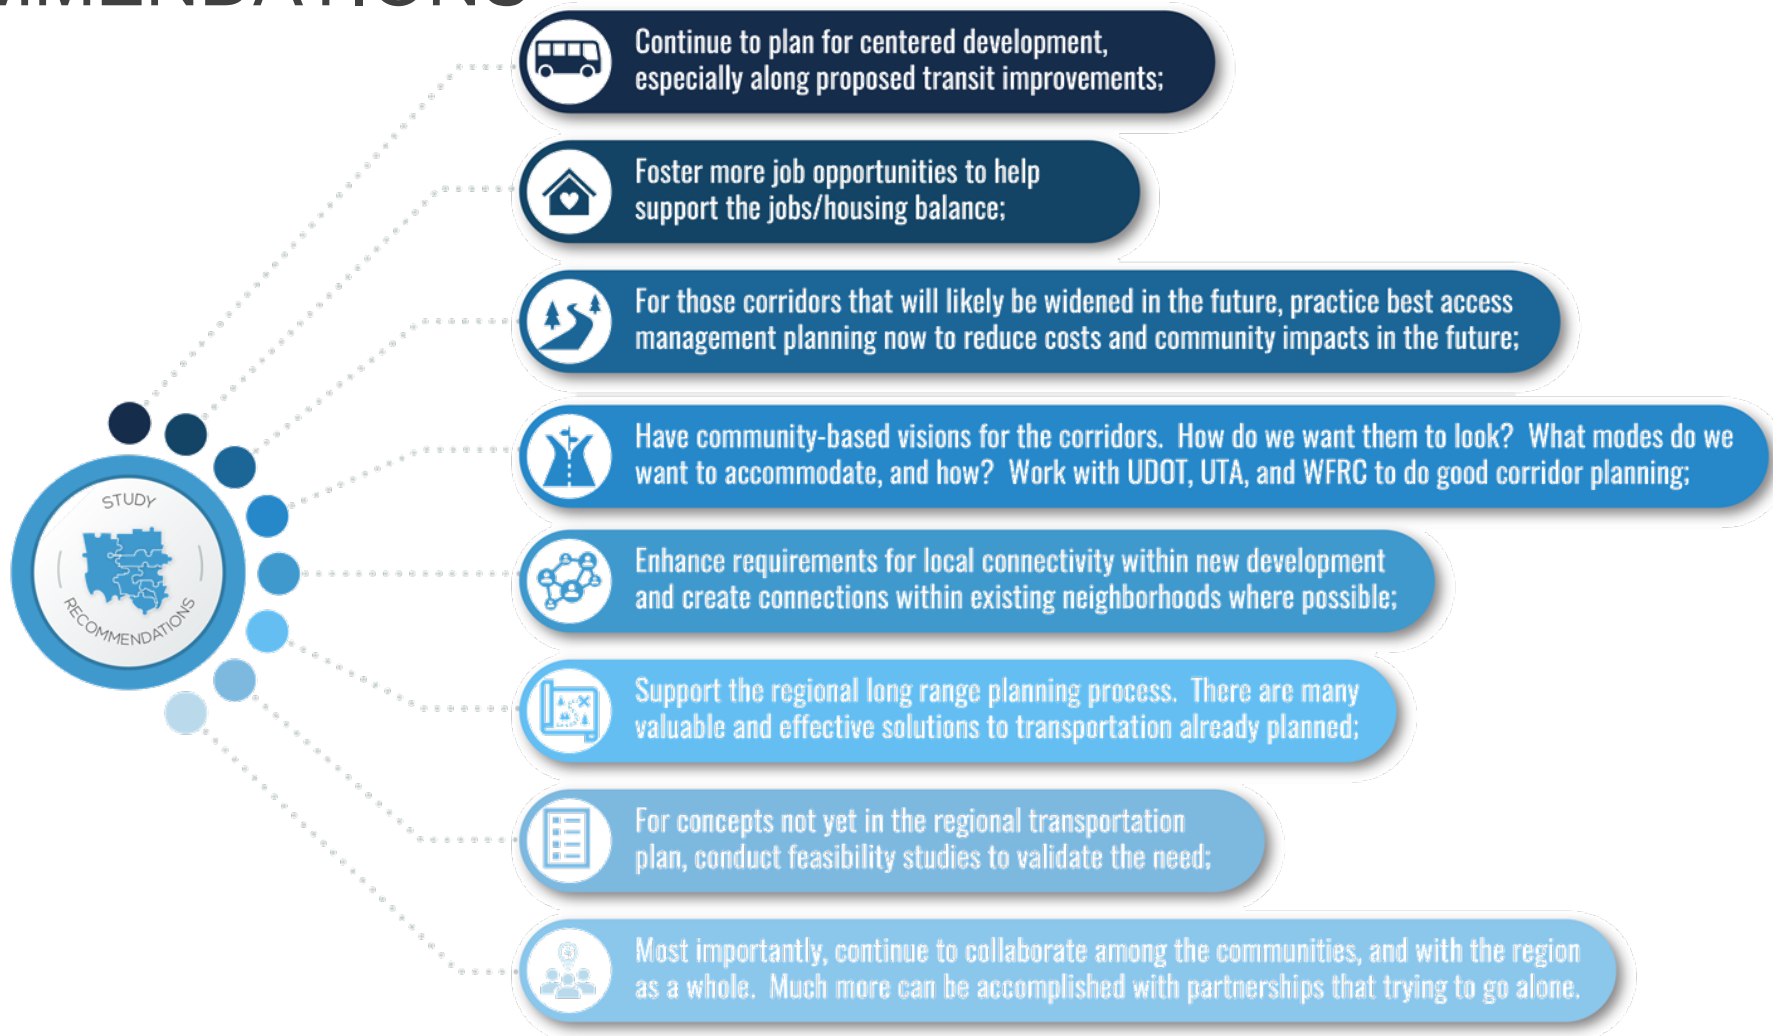 Continue to plan for centered development,
especially along proposed transit improvements;
Foster more job opportunities to help
support the jobs/housing balance;
For those corridors that will likely be widened in the future, practice best access
management planning now to reduce costs and community impacts in the future;
Have community-based visions for the corridors. How do we want them to look? What modes do we
want to accommodate, and how? Work with UDOT, UTA, and WFRC to do good corridor planning;
STUDY
RECOMMENDATIONS
Enhance requirements for local connectivity within new development
and create connections within existing neighborhoods where possible;
Support the regional long range planning process. There are many
valuable and effective solutions to transportation already planned;
For concepts not yet in the regional transportation
plan, conduct feasibility studies to validate the need;
Most importantly, continue to collaborate among the communities, and with the region
as a whole. Much more can be accomplished with partnerships that trying to go alone.